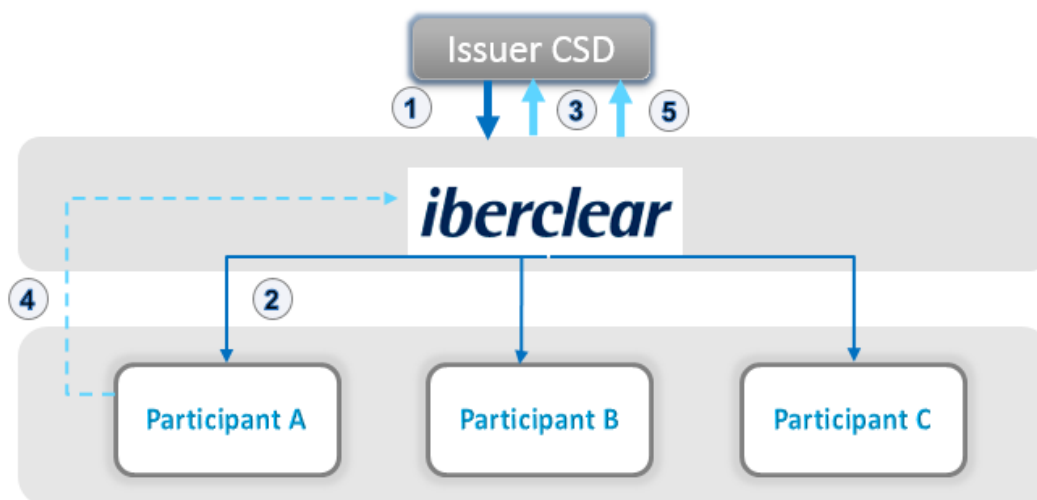 Issuer CSD
1
3
5
iberclear
4
2
Participant A
Participant B
Participant C